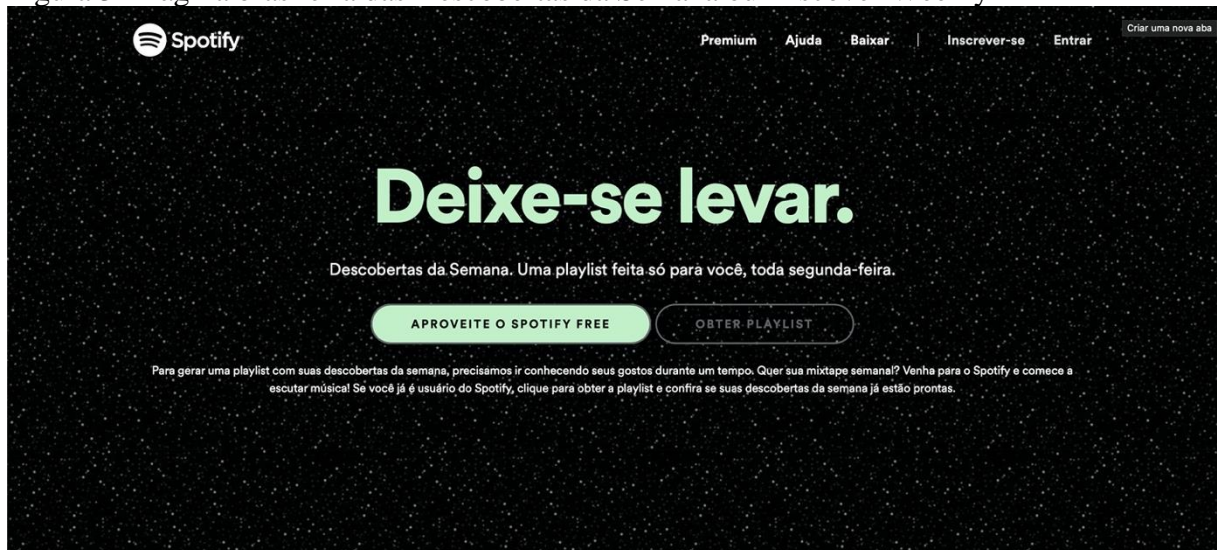 Spotify
Premium Ajuda Baixar | Inscrever-se Entrar
Criar uma nova aba
Deixe-se levar.
Descobertas da Semana. Uma playlist feita só para você, toda segunda-feira.
APROVEITE O SPOTIFY FREE
OBTER PLAYLIST
Para gerar uma playlist com suas descobertas da semana, precisamos ir conhecendo seus gostos durante um tempo. Quer sua mixtape semanal? Venha para o Spotify e comece a
escutar música! Se você já é usuário do Spotify, clique para obter a playlist e confira se suas descobertas da semana já estão prontas.